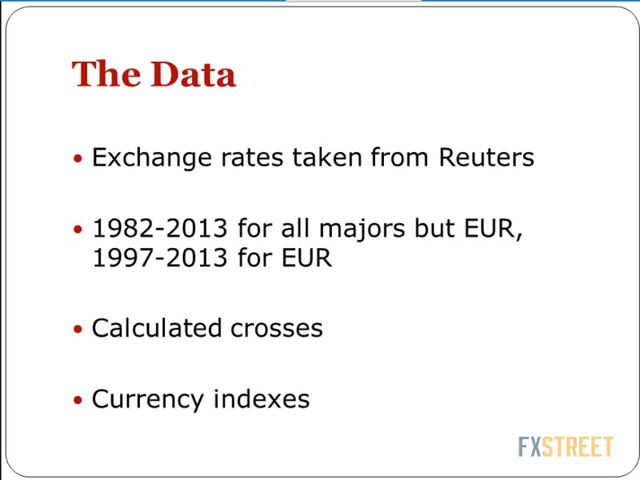 The Data
• Exchange rates taken from Reuters
• 1982-2013 for all majors but EUR,
1997-2013 for EUR
• Calculated crosses
• Currency indexes
FXSTREET